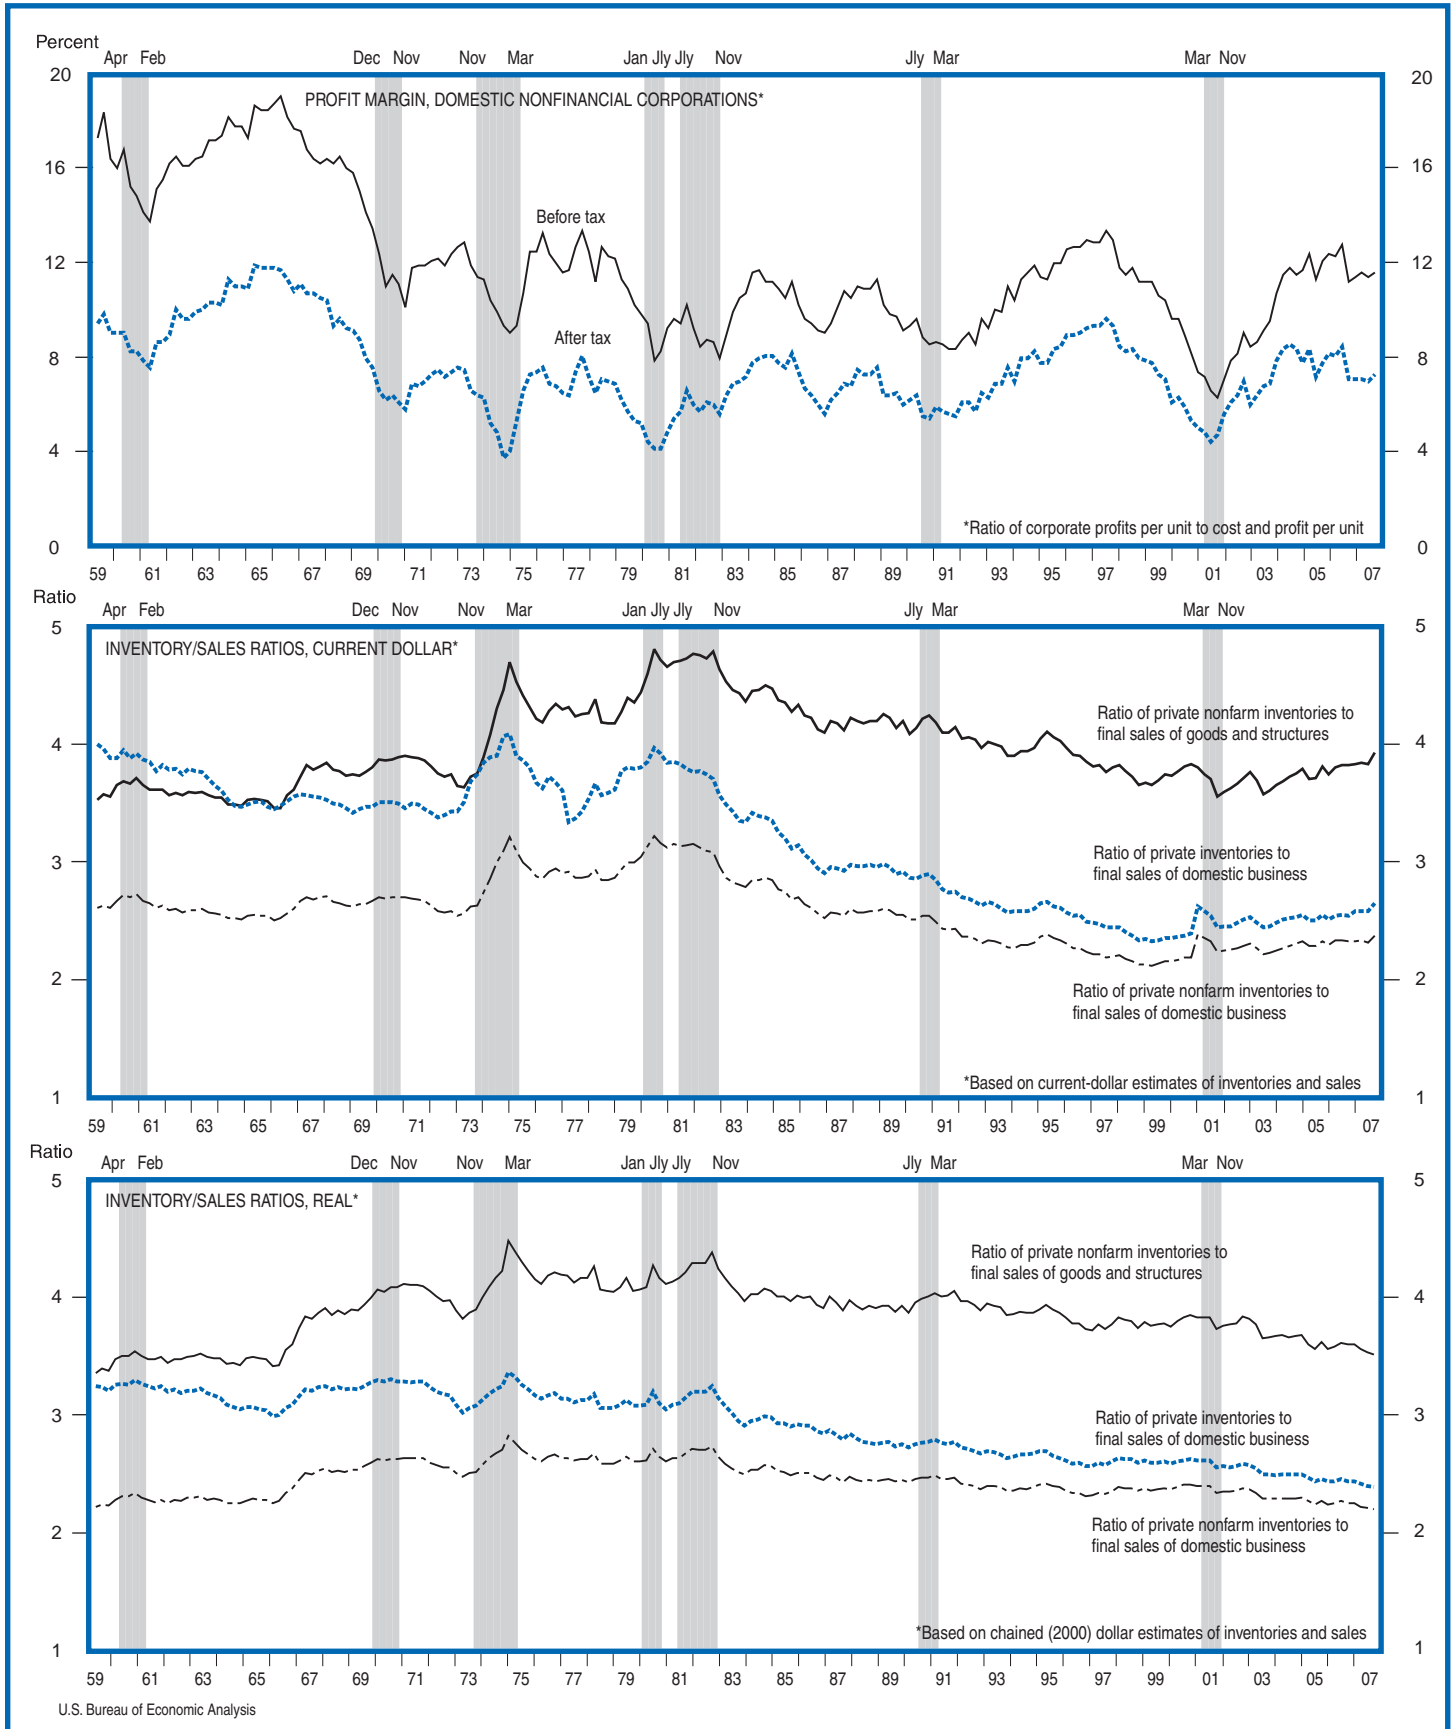 Percent
Apr Feb Dec Nov Nov Mar Jan Jly Jly Nov Jly Mar Mar Nov
20 20
PROFIT MARGIN, DOMESTIC NONFINANCIAL CORPORATIONS*
16 16
Before tax
12 12
After tax
8 8
4 4
*Ratio of corporate profits per unit to cost and profit per unit
0 0
59 61 63 65 67 69 71 73 75 77 79 81 83 85 87 89 91 93 95 97 99 01 03 05 07
Ratio
Apr Feb Dec Nov Nov Mar Jan Jly Jly Nov Jly Mar Mar Nov
5 5
INVENTORY/SALES RATIOS, CURRENT DOLLAR*
Ratio of private nonfarm inventories to
final sales of goods and structures
4 4
Ratio of private inventories to
final sales of domestic business
3 3
2 2
Ratio of private nonfarm inventories to
final sales of domestic business
*Based on current-dollar estimates of inventories and sales
1 1
59 61 63 65 67 69 71 73 75 77 79 81 83 85 87 89 91 93 95 97 99 01 03 05 07
Ratio
Apr Feb Dec Nov Nov Mar Jan Jly Jly Nov Jly Mar Mar Nov
5 5
INVENTORY/SALES RATIOS, REAL*
Ratio of private nonfarm inventories to
final sales of goods and structures
4 4
3 3
Ratio of private inventories to
final sales of domestic business
2 2
Ratio of private nonfarm inventories to
final sales of domestic business
*Based on chained (2000) dollar estimates of inventories and sales
1 1
59 61 63 65 67 69 71 73 75 77 79 81 83 85 87 89 91 93 95 97 99 01 03 05 07
U.S. Bureau of Economic Analysis